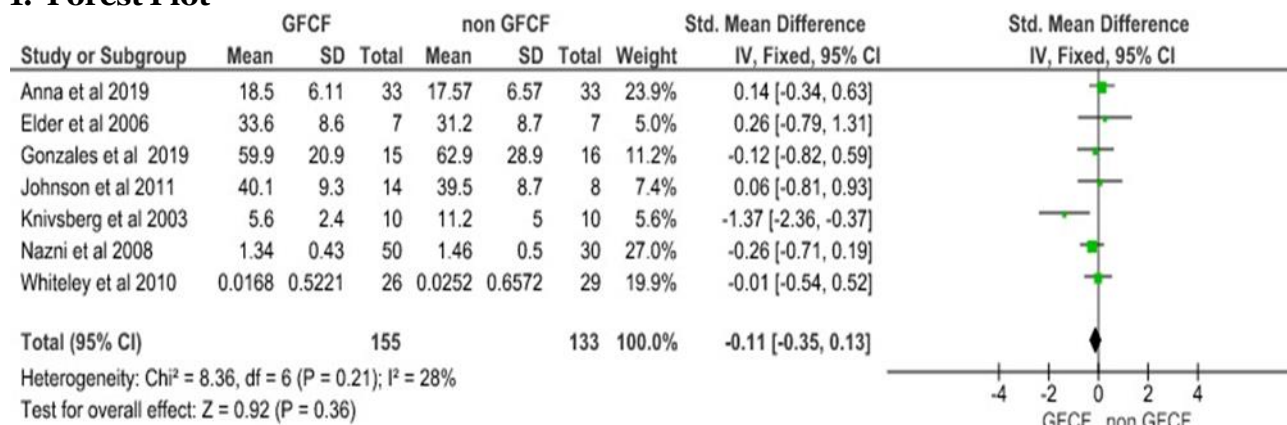 1. Forest Plot
GFCF non GFCF Std. Mean Difference Std. Mean Difference
Study or Subgroup Mean SD Total Mean SD Total Weight IV, Fixed, 95% CI IV, Fixed, 95% CI
Anna et al 2019 18.5 6.11 33 17.57 6.57 33 23.9% 0.14 [-0.34, 0.63]
Elder et al 2006 33.6 8.6 7 31.2 8.7 7 5.0% 0.26 [-0.79, 1.31]
Gonzales et al 2019 59.9 20.9 15 62.9 28.9 16 11.2% -0.12 [-0.82, 0.59]
Johnson et al 2011 40.1 9.3 14 39.5 8.7 8 7.4% 0.06 [-0.81, 0.93]
Knivsberg et al 2003 5.6 2.4 10 11.2 5 10 5.6% -1.37 [-2.36, -0.37]
Nazni et al 2008 1.34 0.43 50 1.46 0.5 30 27.0% -0.26 [-0.71, 0.19]
Whiteley et al 2010 0.0168 0.5221 26 0.0252 0.6572 29 19.9% -0.01 [-0.54, 0.52]
Total (95% CI) 155 133 100.0% -0.11 [-0.35, 0.13]
Heterogeneity: Chi² = 8.36, df = 6 (P = 0.21); I² = 28%
Test for overall effect: Z = 0.92 (P = 0.36)
-4 -2 0 2 4
GFCF non GFCF